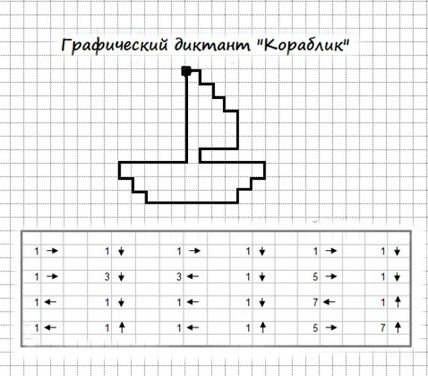 Графический диктант "Кораблик"
1 → 1 ↓ 1 → 1 ↓ 1 → 1 ↓
1 → 3 ↓ 3 ← 1 ↓ 5 → 1 ↓
1 ← 1 ↓ 1 ← 1 ↓ 7 ← 1 ↑
1 ← 1 ↑ 1 ← 1 ↑ 5 → 7 ↑